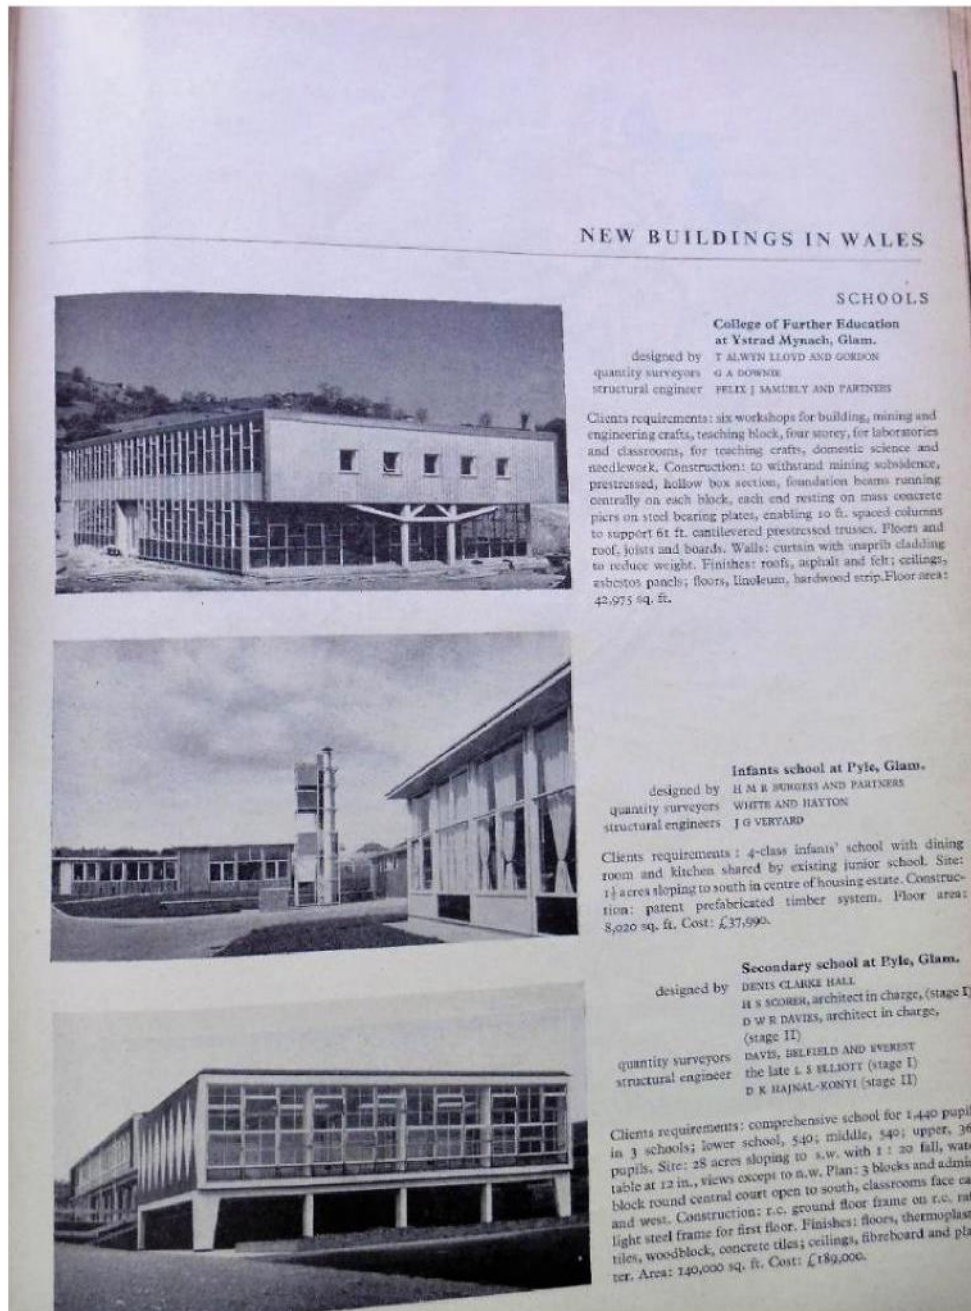 NEW BUILDINGS IN WALES
SCHOOLS
College of Further Education
at Ystrad Mynach, Glam.
designed by T ALWYN LLOYD AND GORDON
quantity surveyors G A DOWNIE
structural engineer FELIX J SAMUELY AND PARTNERS
Clients requirements: six workshops for building, mining and
engineering crafts, teaching block, four storey, for laboratories
and classrooms, for teaching crafts, domestic science and
needlework. Construction: to withstand mining subsidence,
prestressed, hollow box section, foundation beams running
centrally on each block, each end resting on mass concrete
piers on steel bearing plates, enabling 10 ft. spaced columns
to support 61 ft. cantilevered prestressed trusses. Floors and
roof, joists and boards. Walls: curtain with snaprib cladding
to reduce weight. Finishes: roofs, asphalt and felt; ceilings,
asbestos panels; floors, linoleum, hardwood strip. Floor area:
42,975 sq. ft.
Infants school at Pyle, Glam.
designed by H M R BURGESS AND PARTNERS
quantity surveyors WHITE AND HAYTON
structural engineers J G VERYARD
Clients requirements : 4-class infants' school with dining
room and kitchen shared by existing junior school. Site:
1½ acres sloping to south in centre of housing estate. Construc-
tion: patent prefabricated timber system. Floor area:
8,020 sq. ft. Cost: £37,990.
Secondary school at Pyle, Glam.
designed by DENIS CLARKE HALL
H S SCORER, architect in charge, (stage I)
D W R DAVIES, architect in charge,
(stage II)
quantity surveyors DAVIS, BELFIELD AND EVEREST
structural engineer the late L S ELLIOTT (stage I)
D K HAJNAL-KONYI (stage II)
Clients requirements: comprehensive school for 1,440 pupil
in 3 schools; lower school, 540; middle, 540; upper, 36
pupils. Site: 28 acres sloping to s.w. with 1 : 20 fall, wat
table at 12 in., views except to n.w. Plan: 3 blocks and admin
block round central court open to south, classrooms face ea
and west. Construction: r.c. ground floor frame on r.c. ra
light steel frame for first floor. Finishes: floors, thermoplast
tiles, woodblock, concrete tiles; ceilings, fibreboard and pla
ter. Area: 140,000 sq. ft. Cost: £189,000.